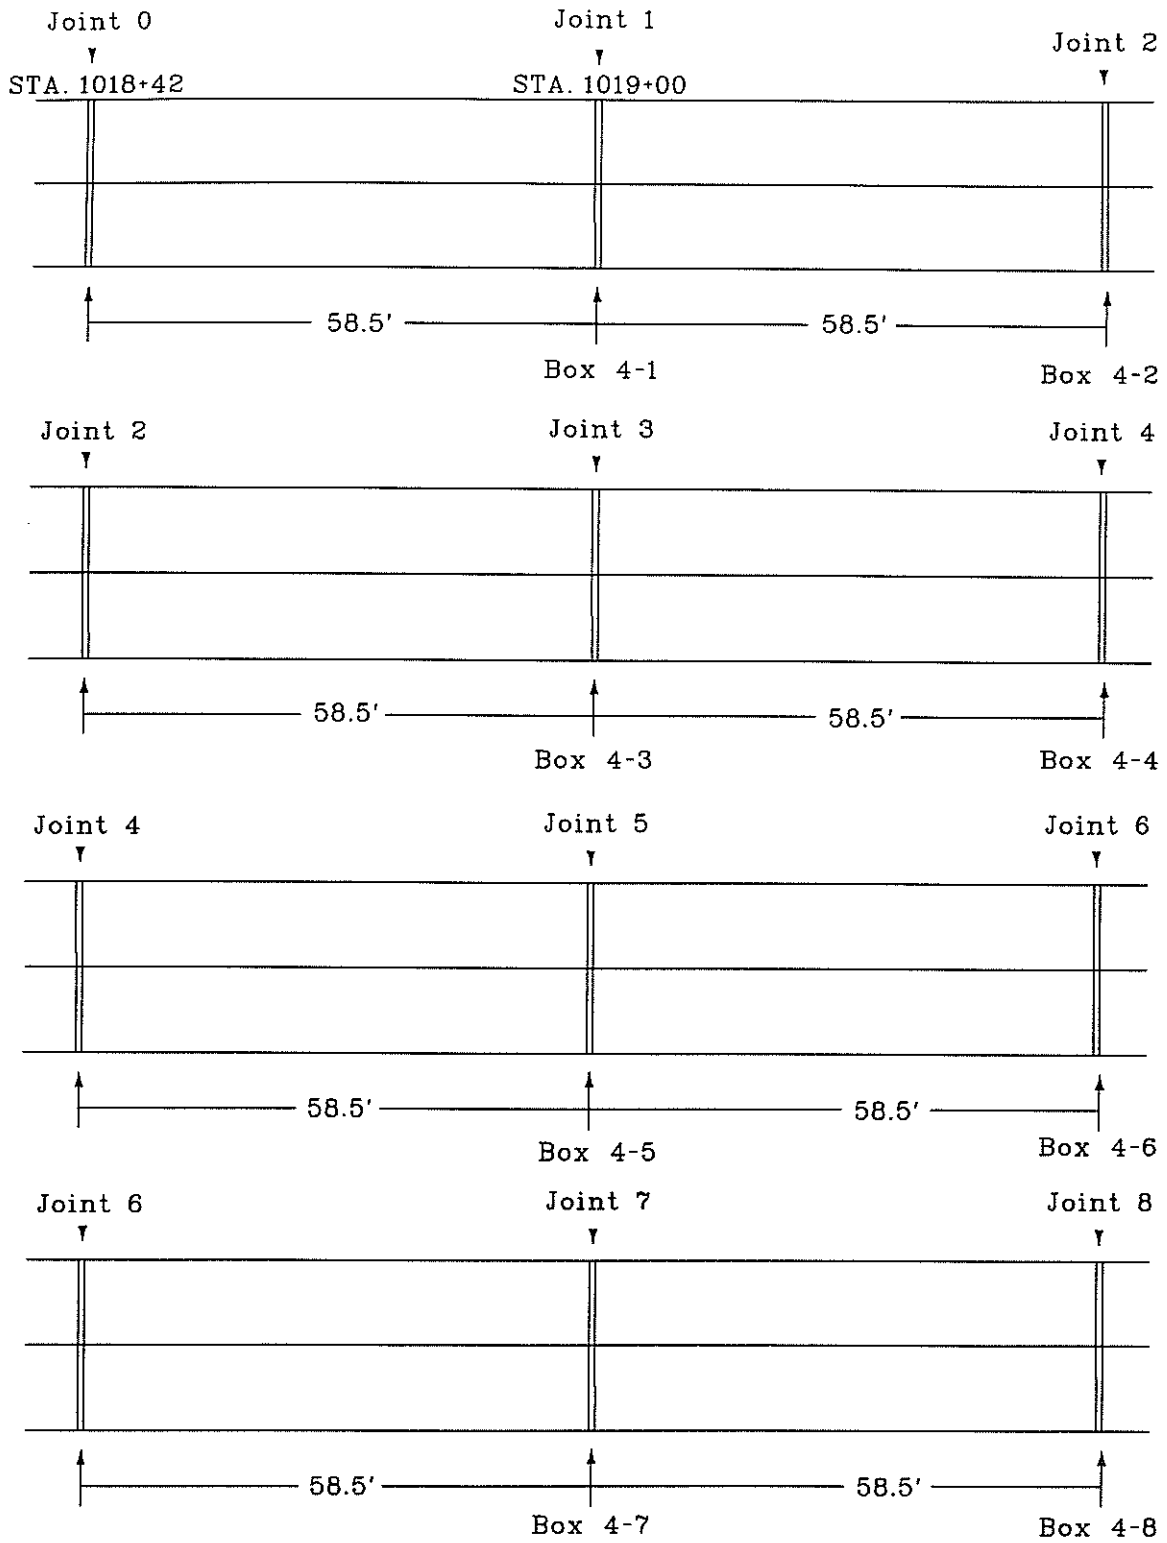 Joint 0
Joint 1
Joint 2
STA. 1018+42
STA. 1019+00
58.5'
58.5'
Box 4-1
Box 4-2
Joint 2
Joint 3
Joint 4
58.5'
58.5'
Box 4-3
Box 4-4
Joint 4
Joint 5
Joint 6
58.5'
58.5'
Box 4-5
Box 4-6
Joint 6
Joint 7
Joint 8
58.5'
58.5'
Box 4-7
Box 4-8